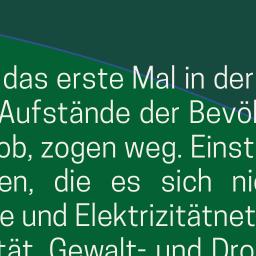 das erste Mal in der
Aufstände der Bevöl
ob, zogen weg. Einst
en, die es sich ni
e und Elektrizitätnet
tät, Gewalt- und Dro